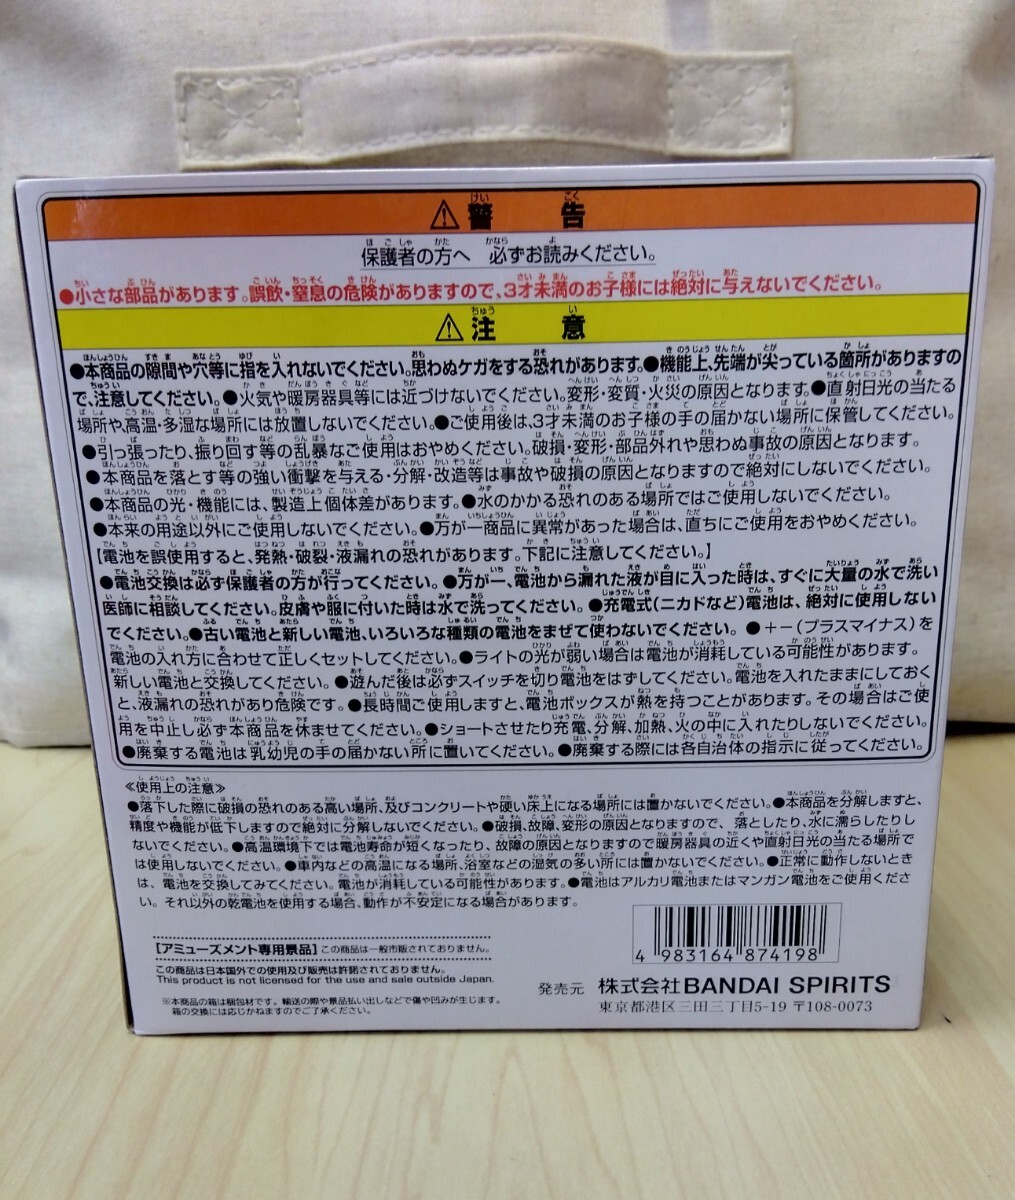 ⚠警告
保護者の方へ 必ずお読みください。
●小さな部品があります。誤飲・窒息の危険がありますので、3才未満のお子様には絶対に与えないでください。
⚠注意
●本商品の隙間や穴等に指を入れないでください。思わぬケガをする恐れがあります。●機能上、先端が尖っている箇所がありますの
で、注意してください。●火気や暖房器具等には近づけないでください。変形・変質・火災の原因となります。●直射日光の当たる
場所や、高温・多湿な場所には放置しないでください。●ご使用後は、3才未満のお子様の手の届かない場所に保管してください。
●引っ張ったり、振り回す等の乱暴なご使用はおやめください。破損・変形・部品外れや思わぬ事故の原因となります。
●本商品を落とす等の強い衝撃を与える・分解・改造等は事故や破損の原因となりますので絶対にしないでください。
●本商品の光・機能には、製造上個体差があります。●水のかかる恐れのある場所ではご使用しないでください。
●本来の用途以外にご使用しないでください。●万が一商品に異常があった場合は、直ちにご使用をおやめください。
【電池を誤使用すると、発熱・破裂・液漏れの恐れがあります。下記に注意してください。】
●電池交換は必ず保護者の方が行ってください。●万が一、電池から漏れた液が目に入った時は、すぐに大量の水で洗い
医師に相談してください。皮膚や服に付いた時は水で洗ってください。●充電式(ニカドなど)電池は、絶対に使用しない
でください。●古い電池と新しい電池、いろいろな種類の電池をまぜて使わないでください。●＋－(プラスマイナス)を
電池の入れ方に合わせて正しくセットしてください。●ライトの光が弱い場合は電池が消耗している可能性があります。
新しい電池と交換してください。●遊んだ後は必ずスイッチを切り電池をはずしてください。電池を入れたままにしておく
と、液漏れの恐れがあり危険です。●長時間ご使用しますと、電池ボックスが熱を持つことがあります。その場合はご使
用を中止し必ず本商品を休ませてください。●ショートさせたり充電、分解、加熱、火の中に入れたりしないでください。
●廃棄する電池は乳幼児の手の届かない所に置いてください。●廃棄する際には各自治体の指示に従ってください。
≪使用上の注意≫
●落下した際に破損の恐れのある高い場所、及びコンクリートや硬い床上になる場所には置かないでください。●本商品を分解しますと、
精度や機能が低下しますので絶対に分解しないでください。●破損、故障、変形の原因となりますので、落としたり、水に濡らしたりし
ないでください。●高温環境下では電池寿命が短くなったり、故障の原因となりますので暖房器具の近くや直射日光の当たる場所で
は使用しないでください。●車内などの高温になる場所、浴室などの湿気の多い所には置かないでください。●正常に動作しないとき
は、電池を交換してみてください。電池が消耗している可能性があります。●電池はアルカリ電池またはマンガン電池をご使用くださ
い。それ以外の乾電池を使用する場合、動作が不安定になる場合があります。
【アミューズメント専用景品】この商品は一般市販されておりません。
この商品は日本国外での使用及び販売は許諾されておりません。
This product is not licensed for the use and sale outside Japan.
※本商品の箱は梱包材です。輸送の際や景品払い出しなどで傷や凹みが生じます。
箱の交換には応じかねますのでご了承ください。
4 983164 874198
発売元 株式会社BANDAI SPIRITS
東京都港区三田三丁目5-19 〒108-0073